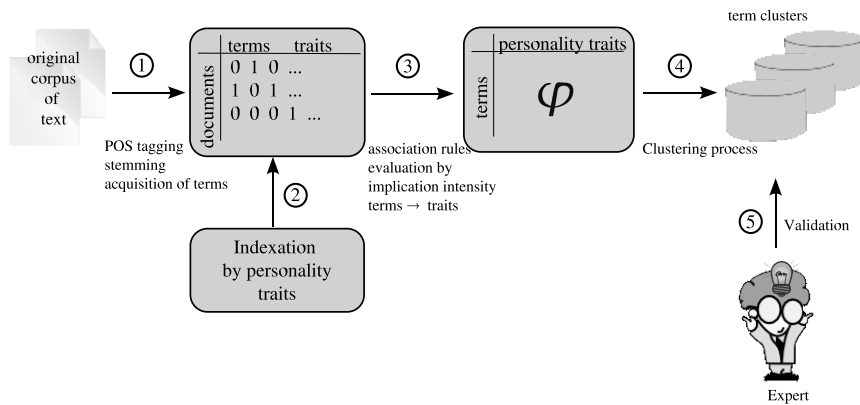 original
corpus
of
text
①
POS tagging
stemming
acquisition of terms
terms traits
documents
0 1 0 ...
1 0 1 ...
0 0 0 1 ...
②
Indexation
by personality
traits
③
association rules
evaluation by
implication intensity
terms → traits
personality traits
terms
φ
④
Clustering process
term clusters
⑤
Validation
Expert